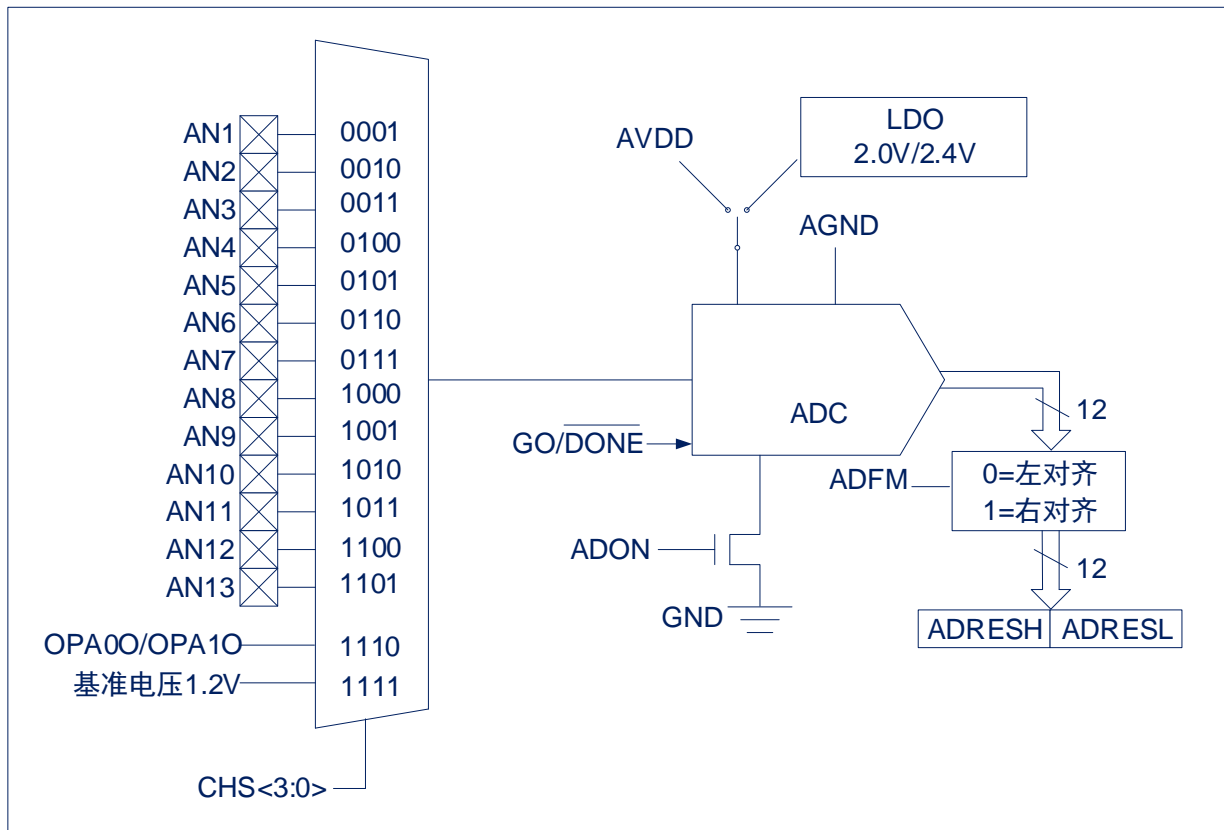 AN1 0001
AN2 0010
AN3 0011
AN4 0100
AN5 0101
AN6 0110
AN7 0111
AN8 1000
AN9 1001
AN10 1010
AN11 1011
AN12 1100
AN13 1101
OPA0O/OPA1O 1110
基准电压1.2V 1111
CHS<3:0>
AVDD
LDO
2.0V/2.4V
AGND
ADC
GO/DONE
12
ADFM
0=左对齐
1=右对齐
ADON
12
GND
ADRESH ADRESL